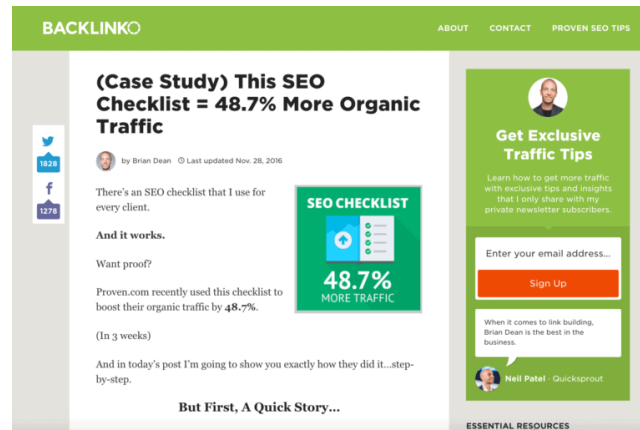 BACKLINKO
ABOUT CONTACT PROVEN SEO TIPS
(Case Study) This SEO
Checklist = 48.7% More Organic
Traffic
by Brian Dean Last updated Nov. 28, 2016
1828
f
1278
There's an SEO checklist that I use for
every client.
And it works.
Want proof?
Proven.com recently used this checklist to
boost their organic traffic by 48.7%.
(In 3 weeks)
And in today's post I'm going to show you exactly how they did it...step-
by-step.
But First, A Quick Story...
SEO CHECKLIST
48.7%
MORE TRAFFIC
Get Exclusive
Traffic Tips
Learn how to get more traffic
with exclusive tips and insights
that I only share with my
private newsletter subscribers.
Enter your email address...
Sign Up
When it comes to link building,
Brian Dean is the best in the
business.
Neil Patel - Quicksprout
ESSENTIAL RESOURCES